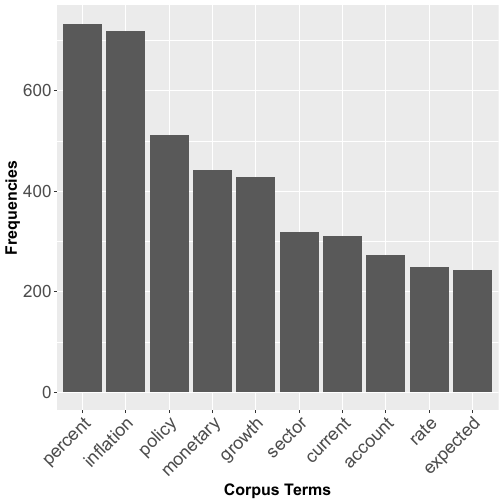 Frequencies
600
400
200
0
percent
inflation
policy
monetary
growth
sector
current
account
rate
expected
Corpus Terms